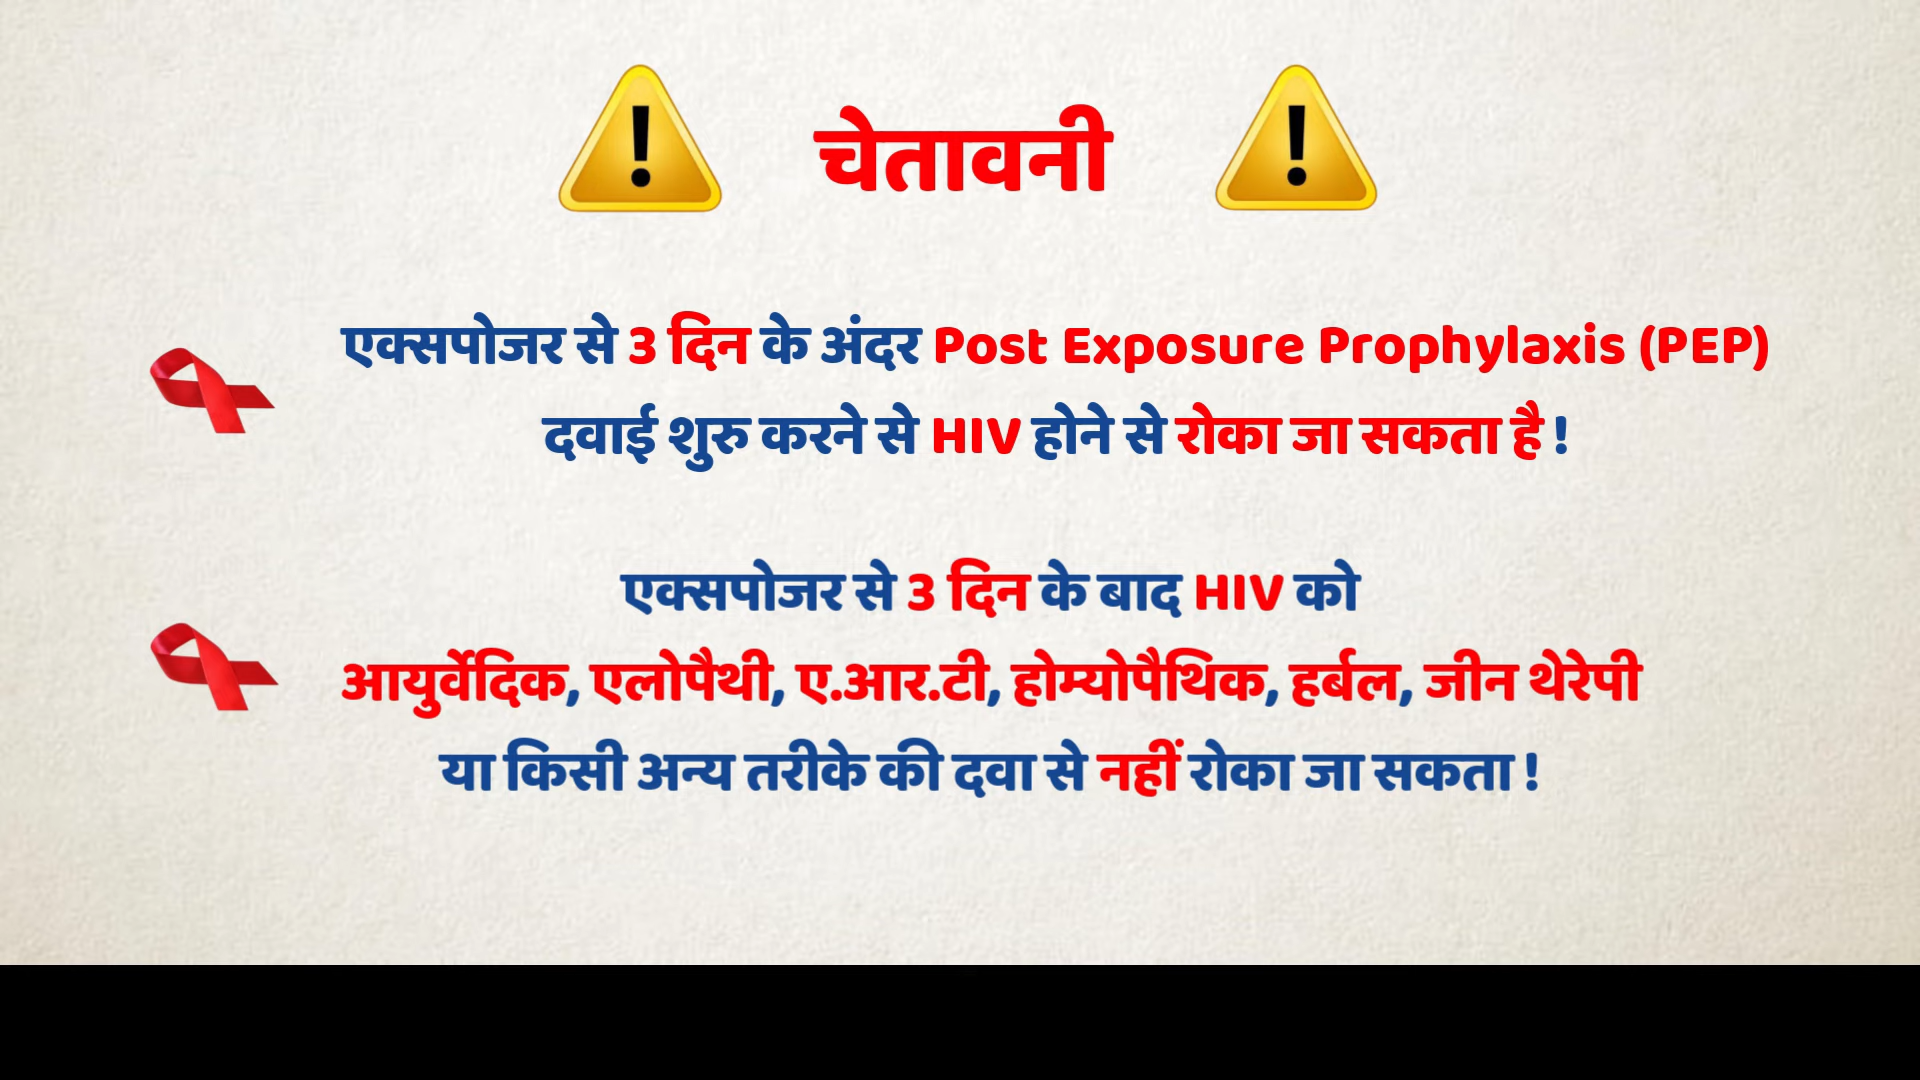 चेतावनी
एक्सपोजर से 3 दिन के अंदर Post Exposure Prophylaxis (PEP)
दवाई शुरु करने से HIV होने से रोका जा सकता है !
एक्सपोजर से 3 दिन के बाद HIV को
आयुर्वेदिक, एलोपैथी, ए.आर.टी, होम्योपैथिक, हर्बल, जीन थेरेपी
या किसी अन्य तरीके की दवा से नहीं रोका जा सकता !